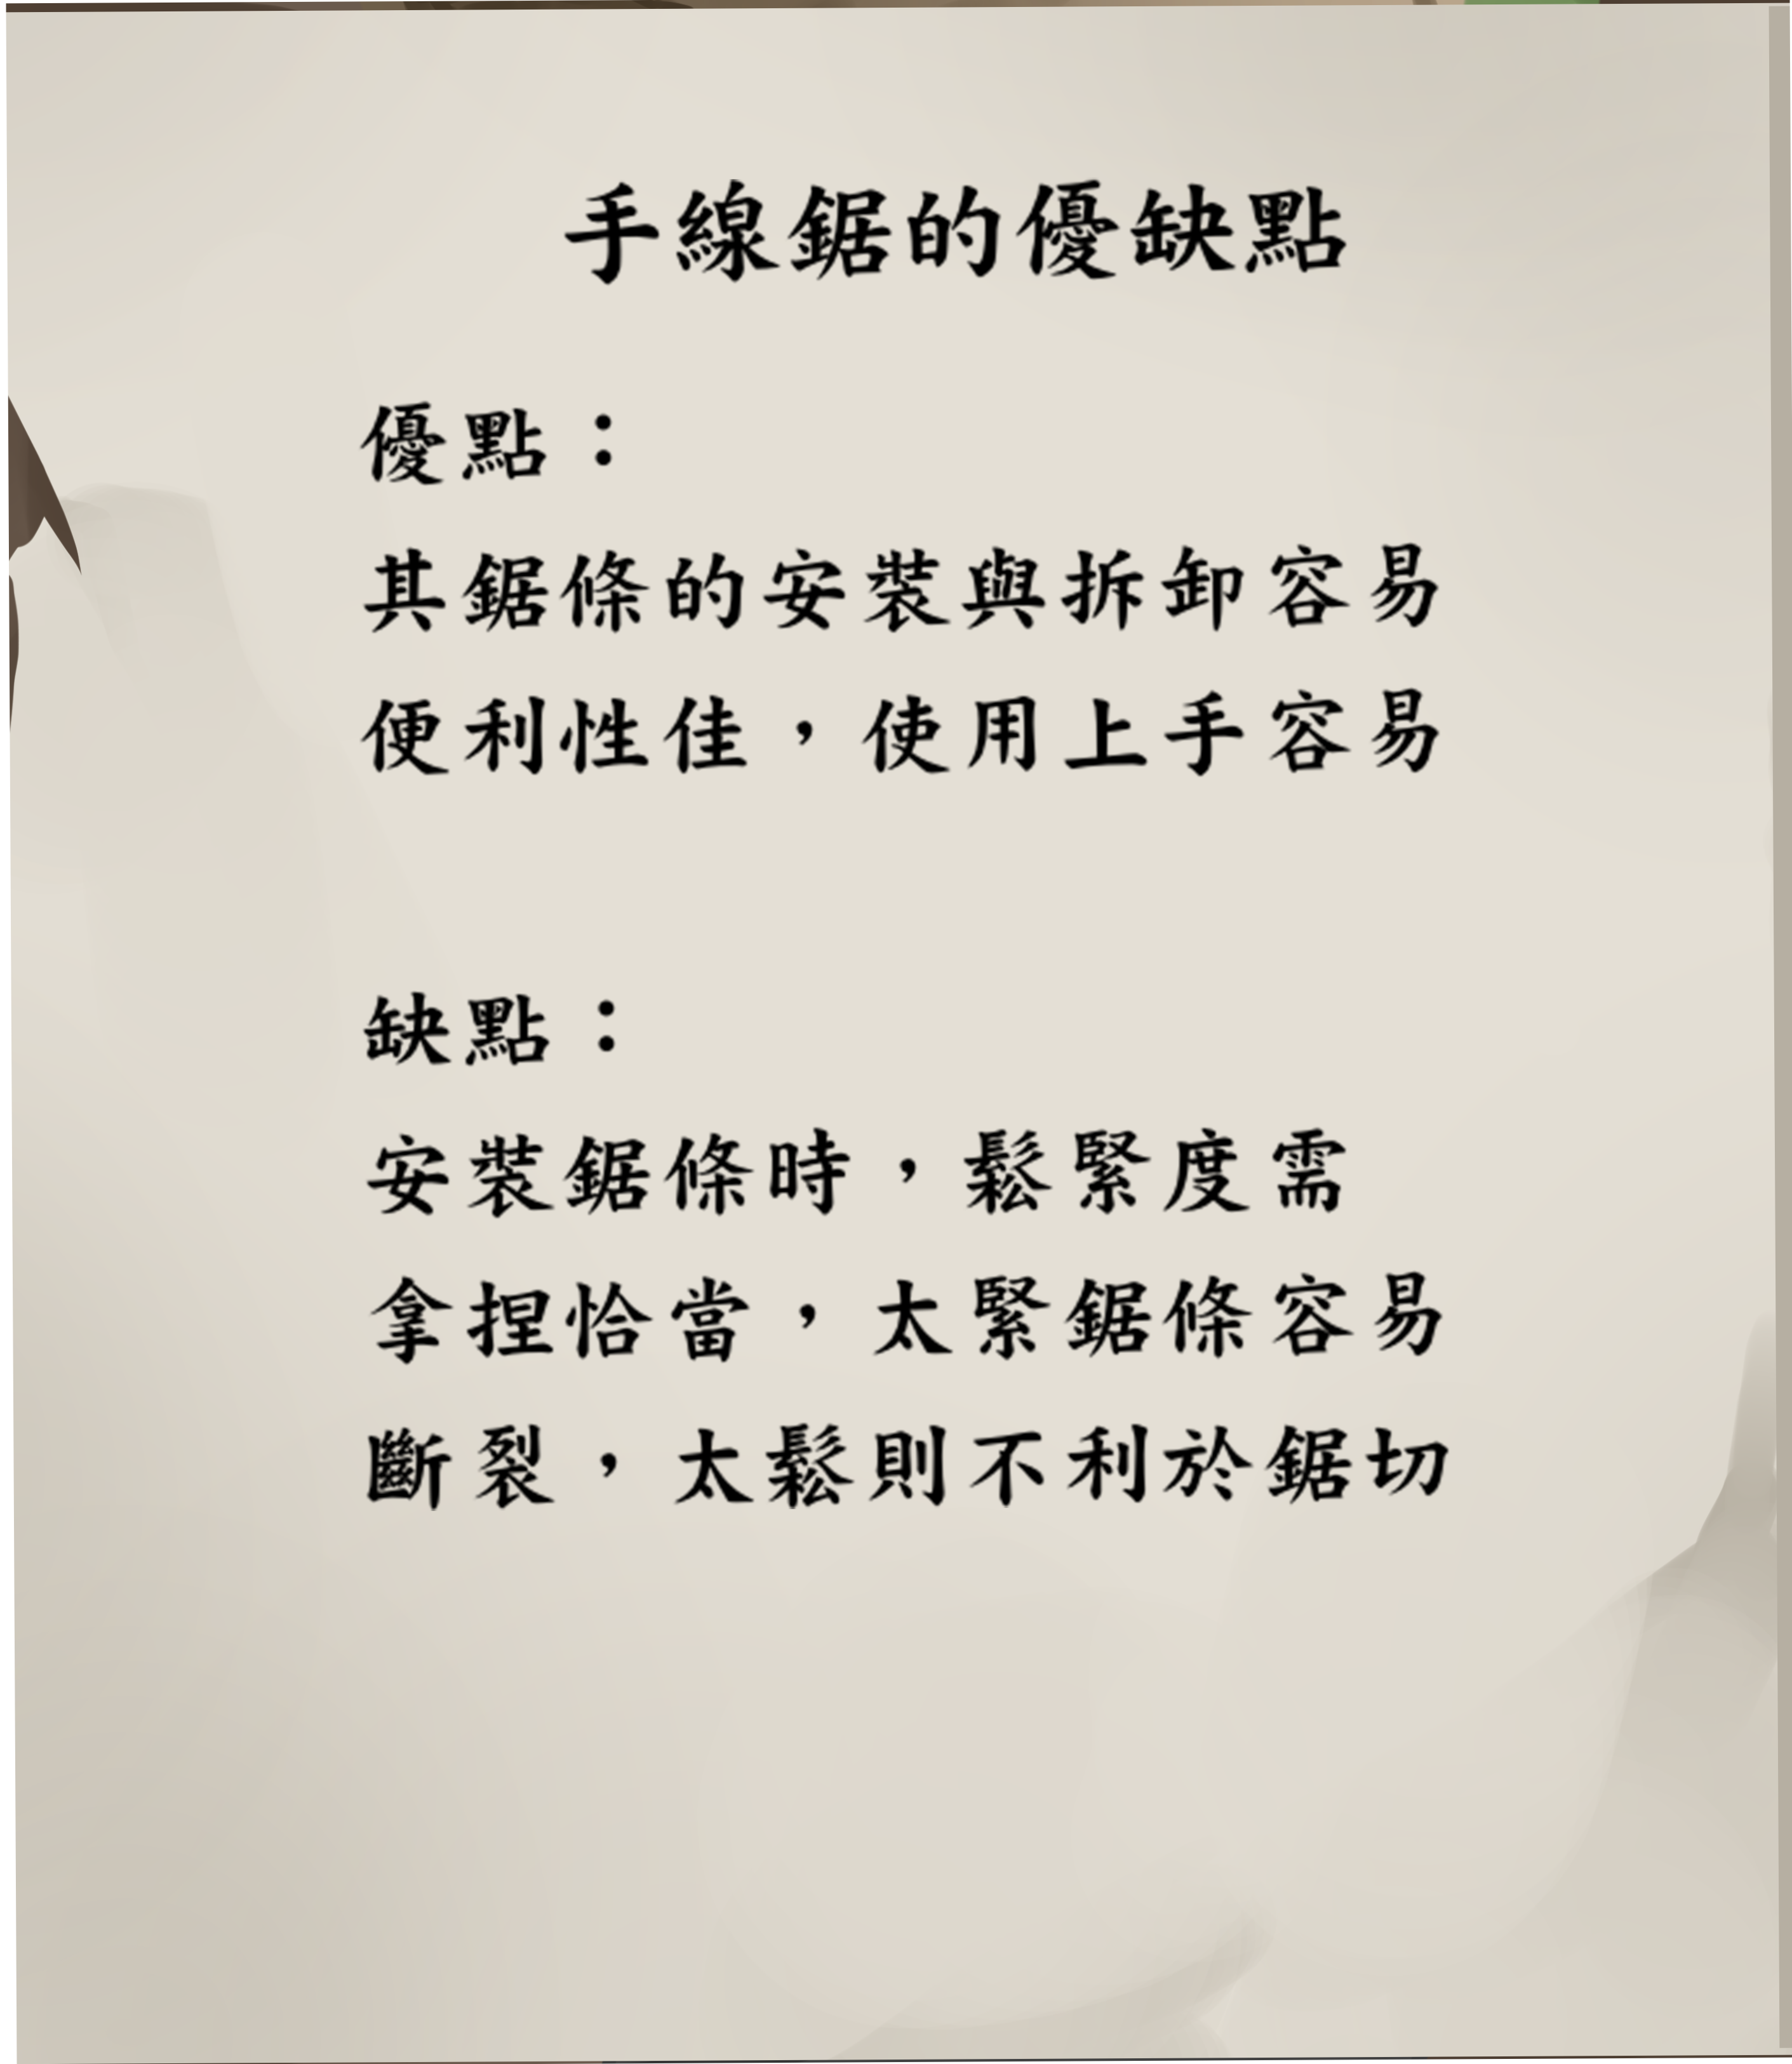 手線鋸的優缺點
優點：
其鋸條的安裝與拆卸容易
便利性佳，使用上手容易
缺點：
安裝鋸條時，鬆緊度需
拿捏恰當，太緊鋸條容易
斷裂，太鬆則不利於鋸切